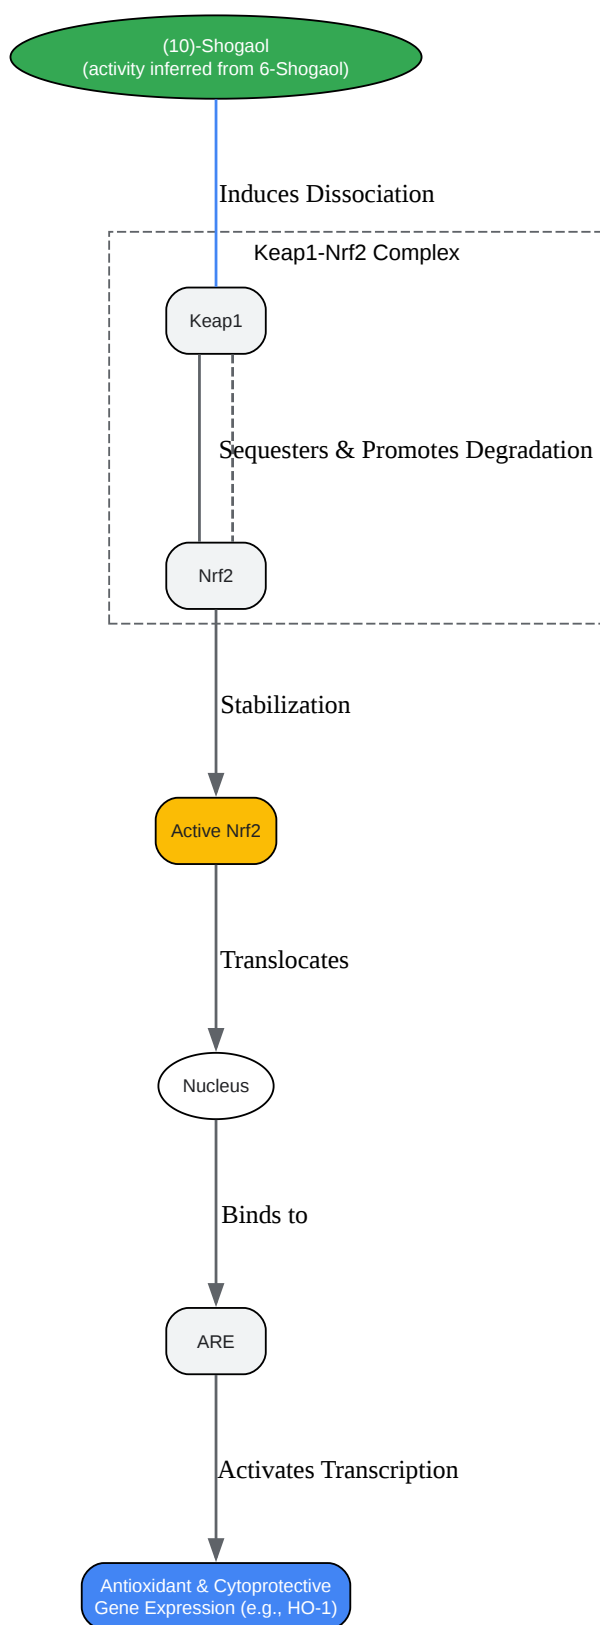 (10)-Shogaol
(activity inferred from 6-Shogaol)
Induces Dissociation
Keap1-Nrf2 Complex
Keap1
Sequesters & Promotes Degradation
Nrf2
Stabilization
Active Nrf2
Translocates
Nucleus
Binds to
ARE
Activates Transcription
Antioxidant & Cytoprotective
Gene Expression (e.g., HO-1)